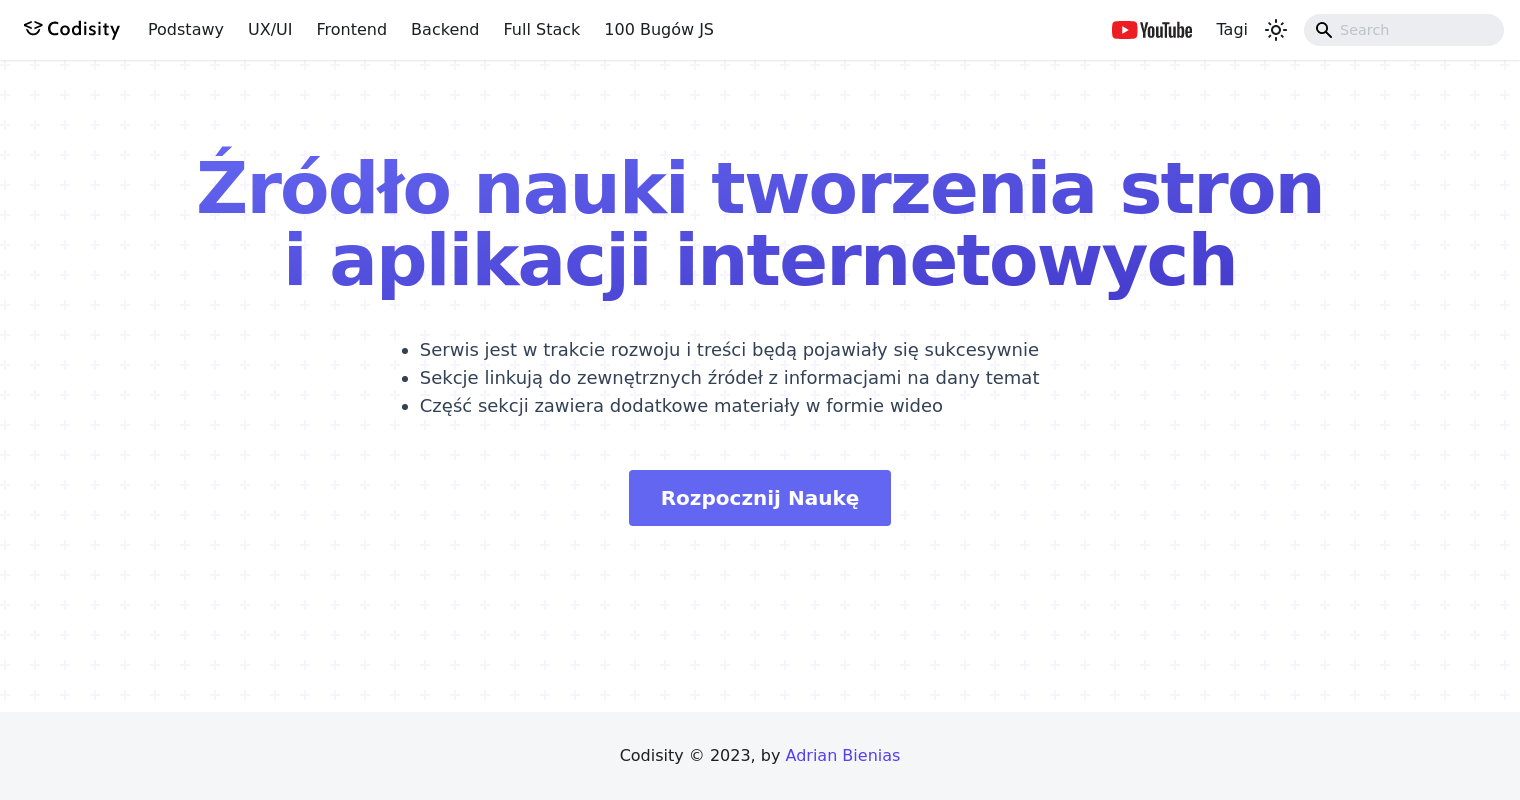 Codisity Podstawy UX/UI Frontend Backend Full Stack 100 Bugów JS YouTube Tagi Search
Źródło nauki tworzenia stron
i aplikacji internetowych
• Serwis jest w trakcie rozwoju i treści będą pojawiały się sukcesywnie
• Sekcje linkują do zewnętrznych źródeł z informacjami na dany temat
• Część sekcji zawiera dodatkowe materiały w formie wideo
Rozpocznij Naukę
Codisity © 2023, by Adrian Bienias